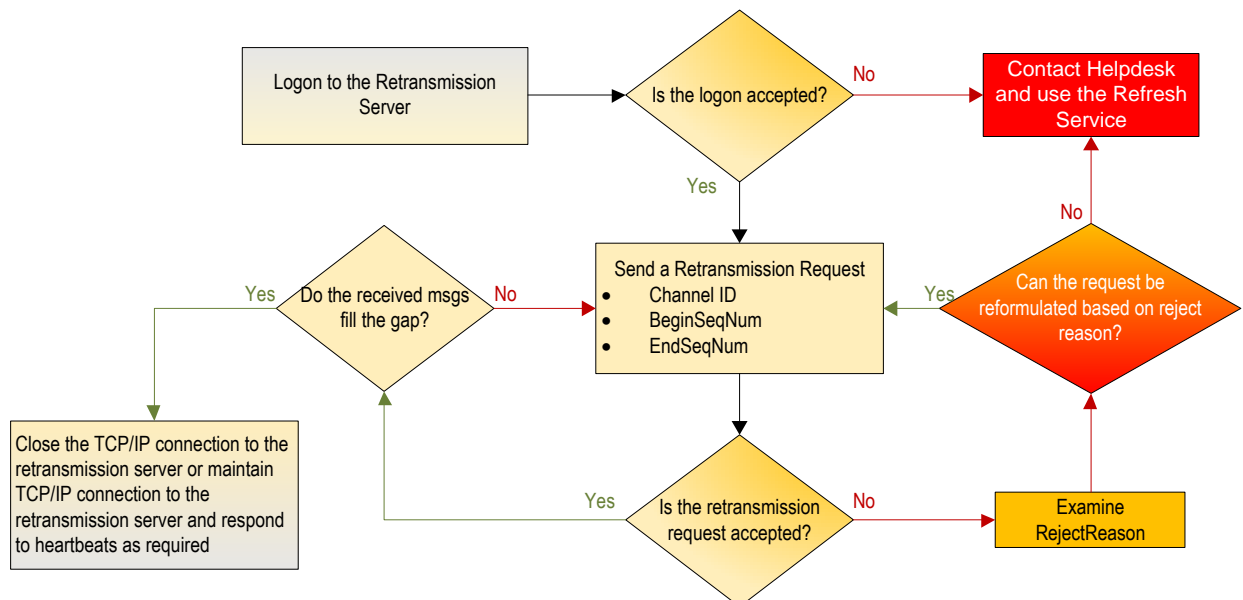 Logon to the Retransmission
Server
Is the logon accepted?
No
Contact Helpdesk
and use the Refresh
Service
Yes
No
Send a Retransmission Request
• Channel ID
• BeginSeqNum
• EndSeqNum
Yes
Do the received msgs
fill the gap?
No
Yes
Can the request be
reformulated based on reject
reason?
Close the TCP/IP connection to the
retransmission server or maintain
TCP/IP connection to the
retransmission server and respond
to heartbeats as required
Yes
Is the retransmission
request accepted?
No
Examine
RejectReason